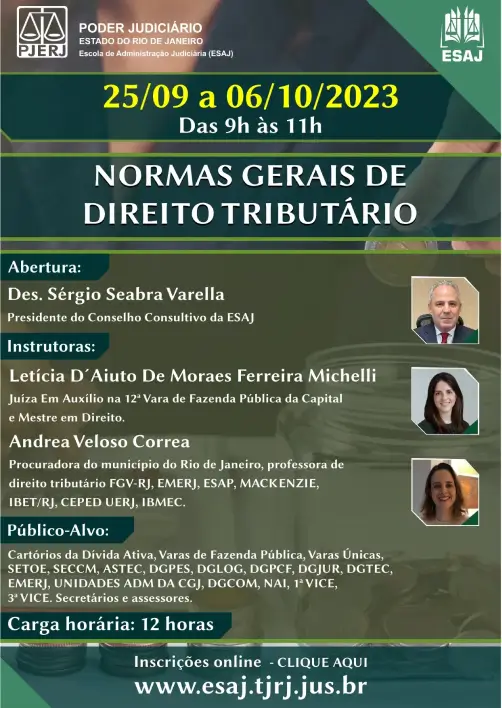 PJERJ
PODER JUDICIÁRIO
ESTADO DO RIO DE JANEIRO
Escola de Administração Judiciária (ESAJ)
ESAJ
25/09 a 06/10/2023
Das 9h às 11h
NORMAS GERAIS DE
DIREITO TRIBUTÁRIO
Abertura:
Des. Sérgio Seabra Varella
Presidente do Conselho Consultivo da ESAJ
Instrutoras:
Letícia D´Aiuto De Moraes Ferreira Michelli
Juíza Em Auxílio na 12ª Vara de Fazenda Pública da Capital
e Mestre em Direito.
Andrea Veloso Correa
Procuradora do município do Rio de Janeiro, professora de
direito tributário FGV-RJ, EMERJ, ESAP, MACKENZIE,
IBET/RJ, CEPED UERJ, IBMEC.
Público-Alvo:
Cartórios da Dívida Ativa, Varas de Fazenda Pública, Varas Únicas,
SETOE, SECCM, ASTEC, DGPES, DGLOG, DGPCF, DGJUR, DGTEC,
EMERJ, UNIDADES ADM DA CGJ, DGCOM, NAI, 1ª VICE,
3ª VICE. Secretários e assessores.
Carga horária: 12 horas
Inscrições online - CLIQUE AQUI
www.esaj.tjrj.jus.br